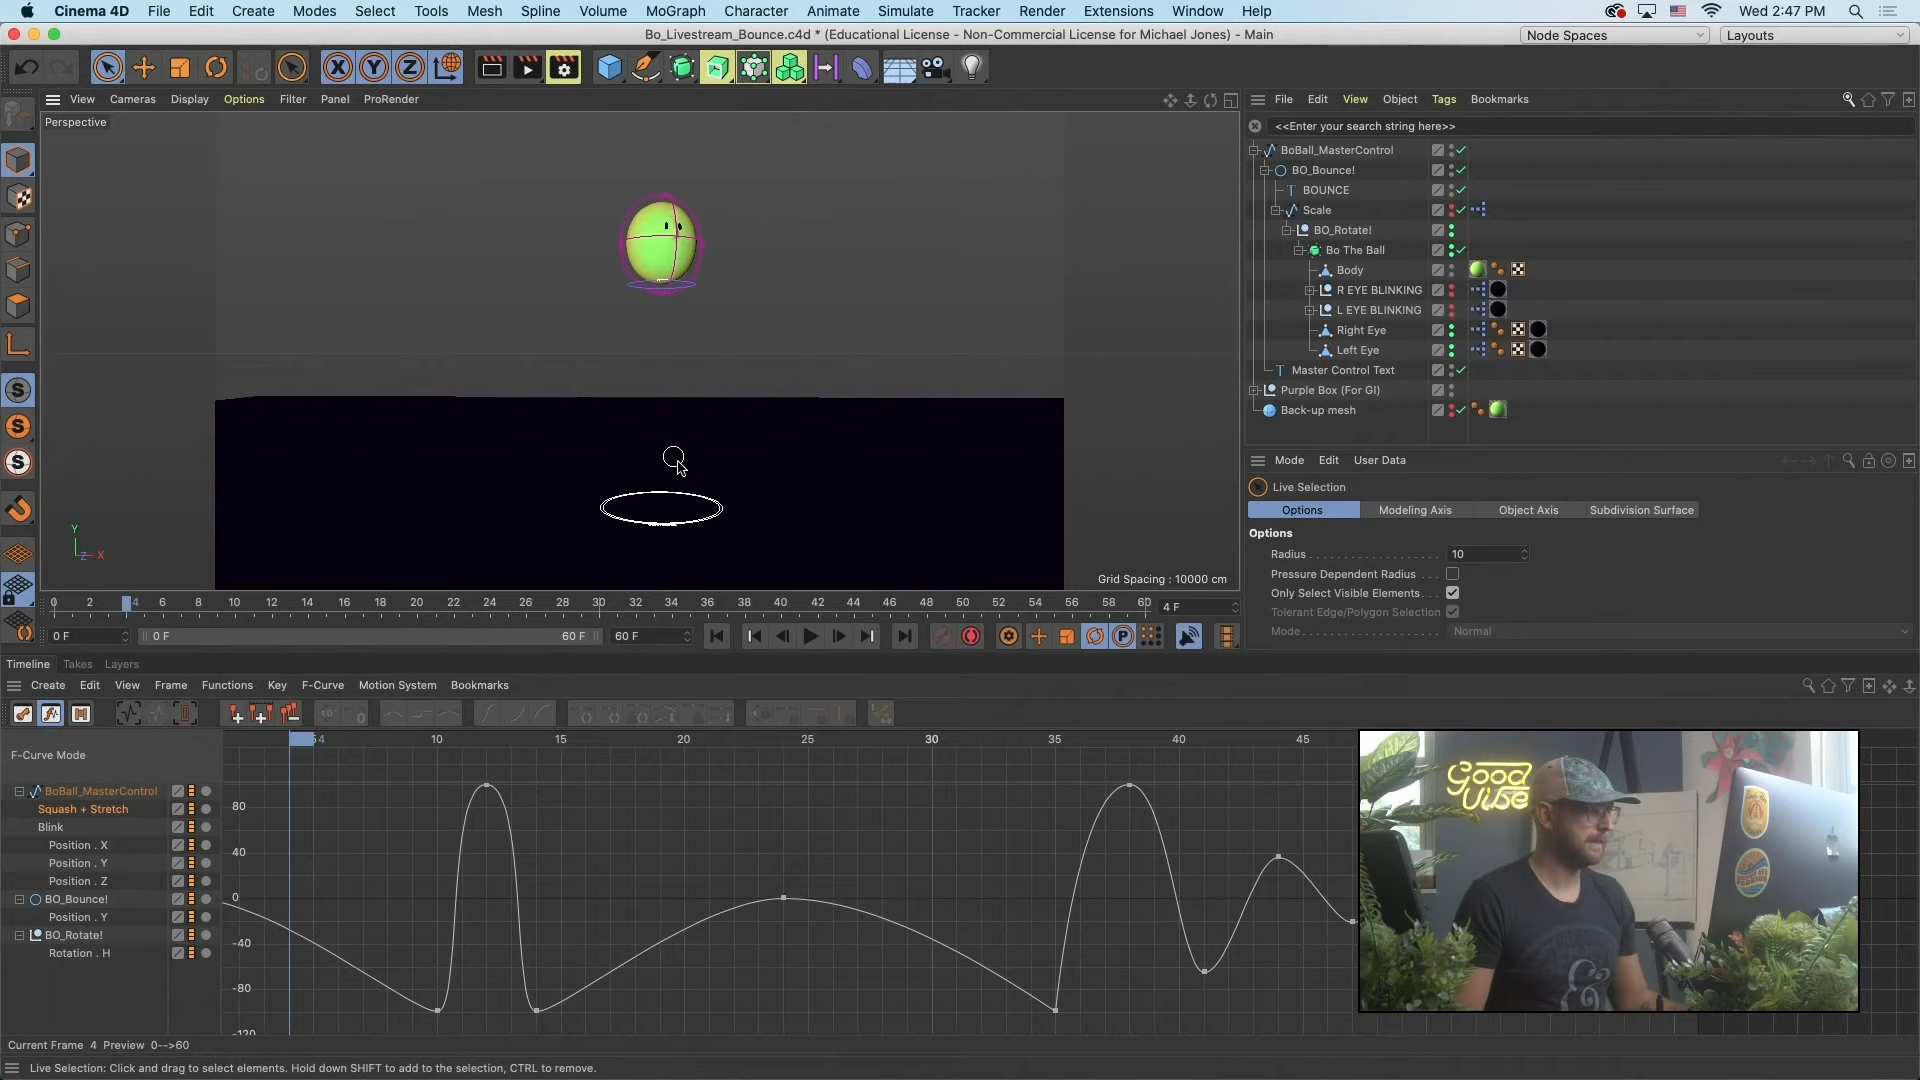 Cinema 4D File Edit Create Modes Select Tools Mesh Spline Volume MoGraph Character Animate Simulate Tracker Render Extensions Window Help Wed 2:47 PM
Bo_Livestream_Bounce.c4d * (Educational License - Non-Commercial License for Michael Jones) - Main Node Spaces Layouts
X Y Z
View Cameras Display Options Filter Panel ProRender
File Edit View Object Tags Bookmarks
Perspective
<<Enter your search string here>>
BoBall_MasterControl
BO_Bounce!
BOUNCE
Scale
BO_Rotate!
Bo The Ball
Body
R EYE BLINKING
L EYE BLINKING
Right Eye
Left Eye
Master Control Text
Purple Box (For GI)
Back-up mesh
S
S
S
Y
Z X
Grid Spacing : 10000 cm
Mode Edit User Data
Live Selection
Options Modeling Axis Object Axis Subdivision Surface
Options
Radius 10
Pressure Dependent Radius
Only Select Visible Elements
Tolerant Edge/Polygon Selection
Mode Normal
0 2 4 6 8 10 12 14 16 18 20 22 24 26 28 30 32 34 36 38 40 42 44 46 48 50 52 54 56 58 60 4 F
0 F 0 F 60 F 60 F P
Timeline Takes Layers
Create Edit View Frame Functions Key F-Curve Motion System Bookmarks
4 10 15 20 25 30 35 40 45
F-Curve Mode
BoBall_MasterControl
Squash + Stretch
Blink
Position . X
Position . Y
Position . Z
BO_Bounce!
Position . Y
BO_Rotate!
Rotation . H
80
40
0
-40
-80
-120
Good
Vibe
Current Frame 4 Preview 0-->60
Live Selection: Click and drag to select elements. Hold down SHIFT to add to the selection, CTRL to remove.